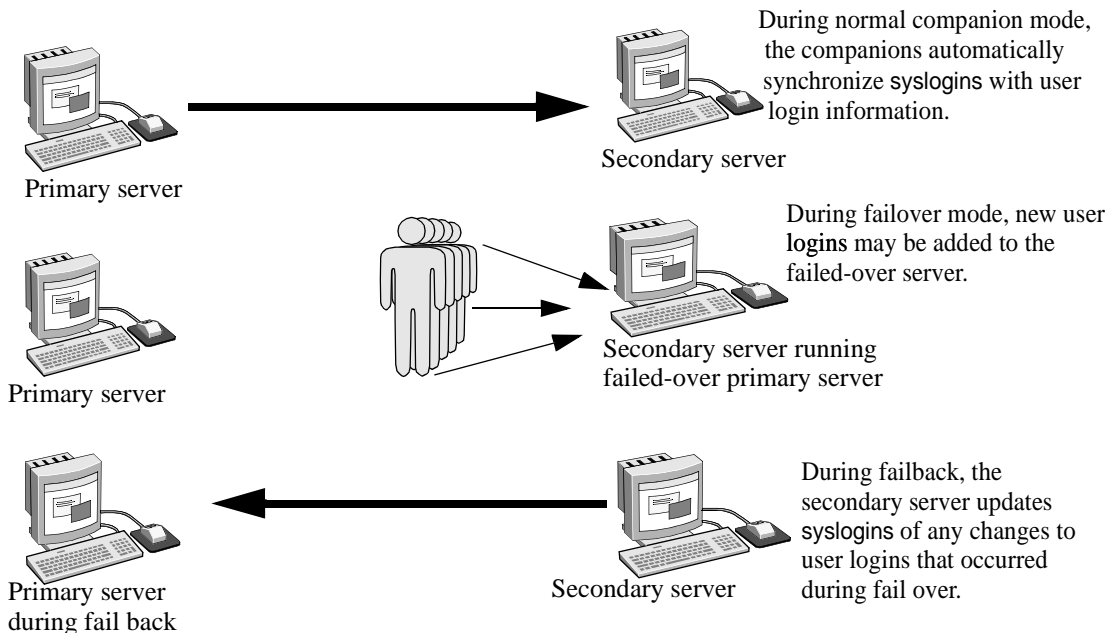 During normal companion mode,
the companions automatically
synchronize syslogins with user
login information.
Primary server
Secondary server
During failover mode, new user
logins may be added to the
failed-over server.
Primary server
Secondary server running
failed-over primary server
During failback, the
secondary server updates
syslogins of any changes to
user logins that occurred
during fail over.
Primary server
during fail back
Secondary server